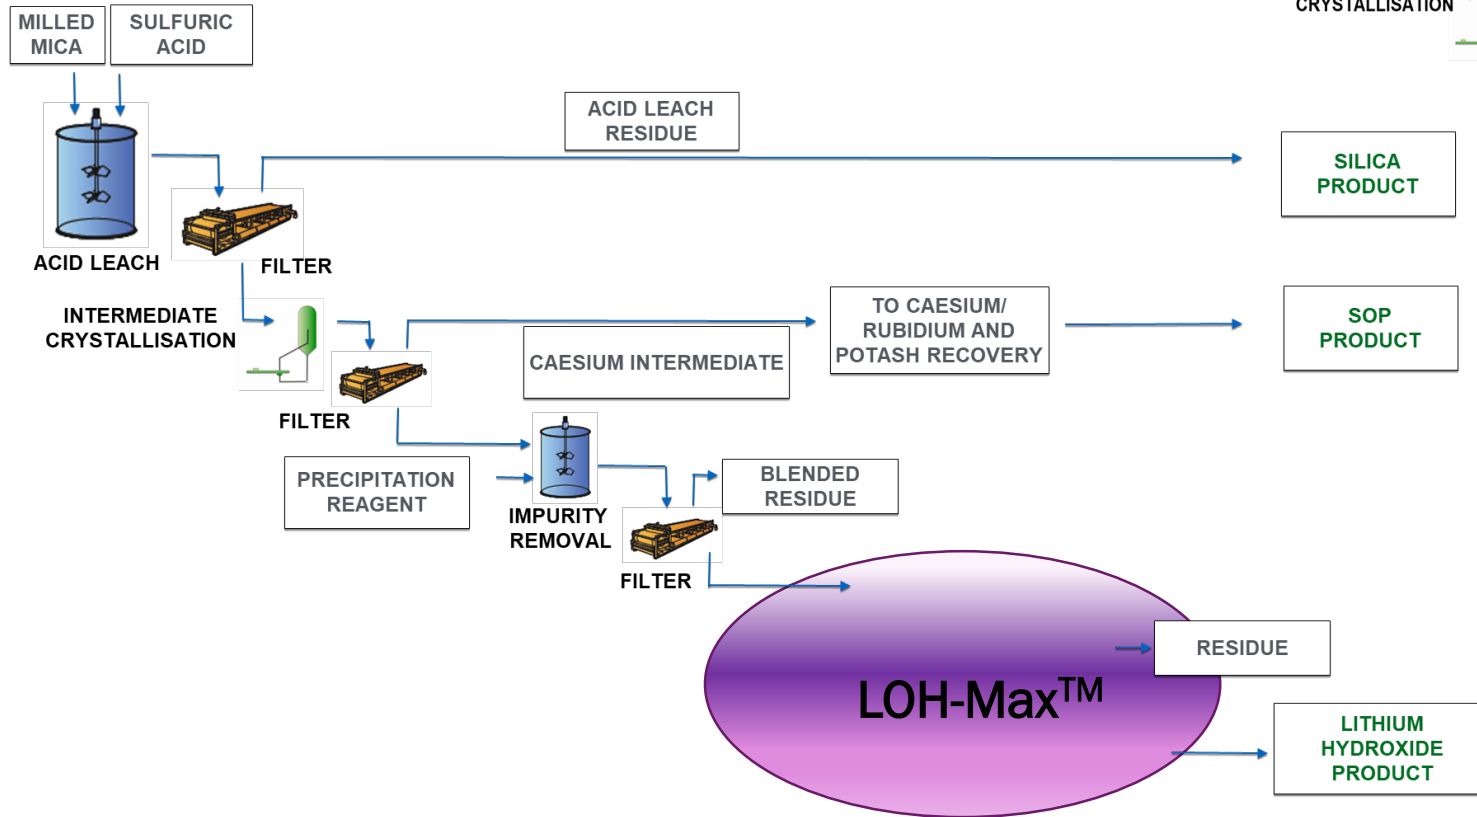 CRYSTALLISATION
MILLED
MICA
SULFURIC
ACID
ACID LEACH
RESIDUE
SILICA
PRODUCT
ACID LEACH
FILTER
INTERMEDIATE
CRYSTALLISATION
TO CAESIUM/
RUBIDIUM AND
POTASH RECOVERY
SOP
PRODUCT
CAESIUM INTERMEDIATE
FILTER
PRECIPITATION
REAGENT
IMPURITY
REMOVAL
BLENDED
RESIDUE
FILTER
RESIDUE
LOH-Max™
LITHIUM
HYDROXIDE
PRODUCT